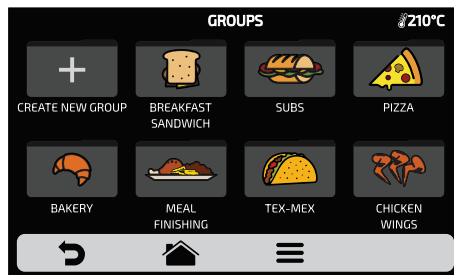 GROUPS
210°C
CREATE NEW GROUP
BREAKFAST
SANDWICH
SUBS
PIZZA
BAKERY
MEAL
FINISHING
TEX-MEX
CHICKEN
WINGS